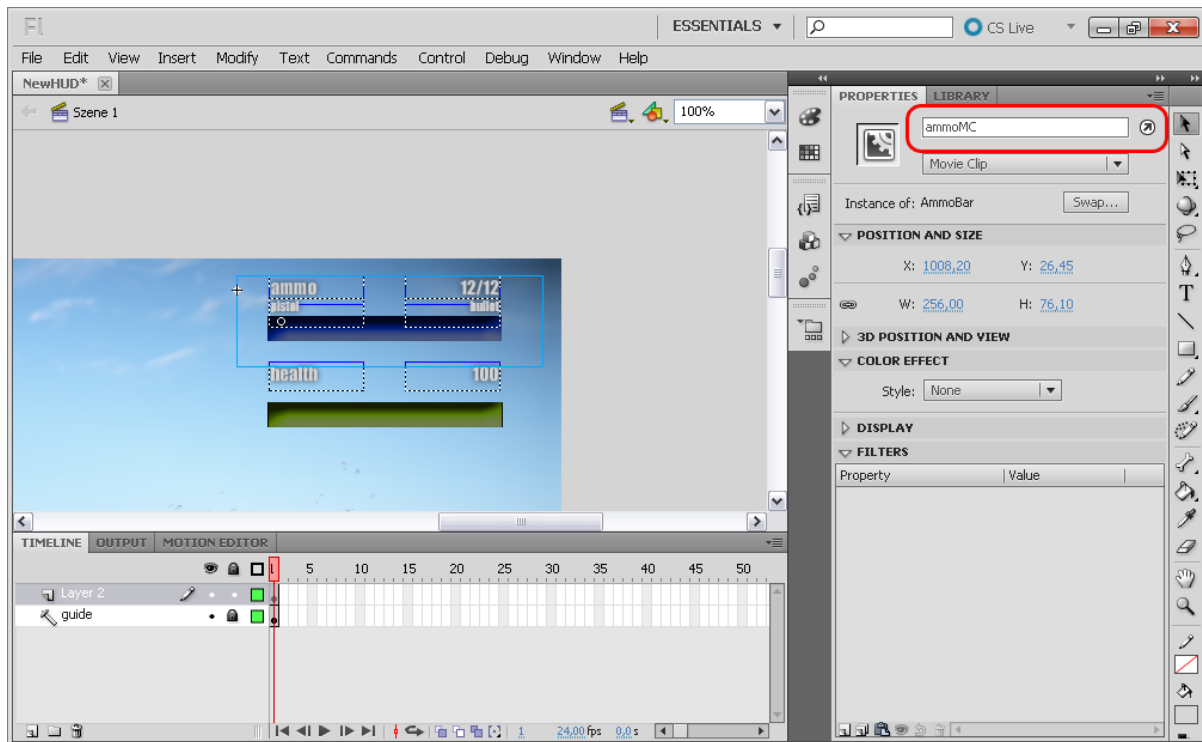 Fl ESSENTIALS CS Live
File Edit View Insert Modify Text Commands Control Debug Window Help
NewHUD*
Szene 1 100%
ammo 12/12
pistol bullet
health 100
TIMELINE OUTPUT MOTION EDITOR
1 5 10 15 20 25 30 35 40 45 50
Layer 2
guide
1 24,00 fps 0,0 s
PROPERTIES LIBRARY
ammoMC
Movie Clip
Instance of: AmmoBar Swap...
POSITION AND SIZE
X: 1008,20 Y: 26,45
W: 256,00 H: 76,10
3D POSITION AND VIEW
COLOR EFFECT
Style: None
DISPLAY
FILTERS
Property Value
T